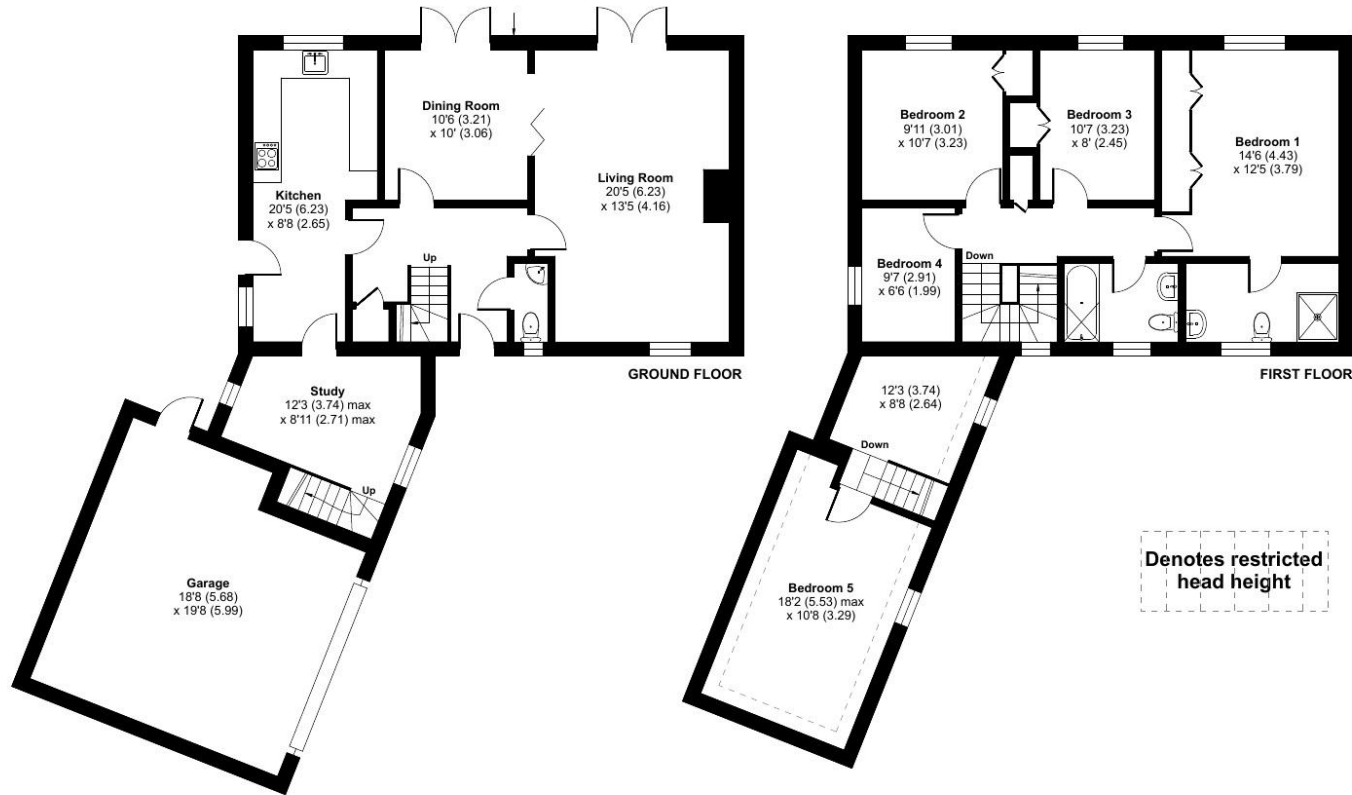 Dining Room
10'6 (3.21)
x 10' (3.06)
Kitchen
20'5 (6.23)
x 8'8 (2.65)
Living Room
20'5 (6.23)
x 13'5 (4.16)
Up
GROUND FLOOR
Study
12'3 (3.74) max
x 8'11 (2.71) max
Up
Garage
18'8 (5.68)
x 19'8 (5.99)
Bedroom 2
9'11 (3.01)
x 10'7 (3.23)
Bedroom 3
10'7 (3.23)
x 8' (2.45)
Bedroom 1
14'6 (4.43)
x 12'5 (3.79)
Bedroom 4
9'7 (2.91)
x 6'6 (1.99)
Down
FIRST FLOOR
12'3 (3.74)
x 8'8 (2.64)
Down
Bedroom 5
18'2 (5.53) max
x 10'8 (3.29)
Denotes restricted
head height